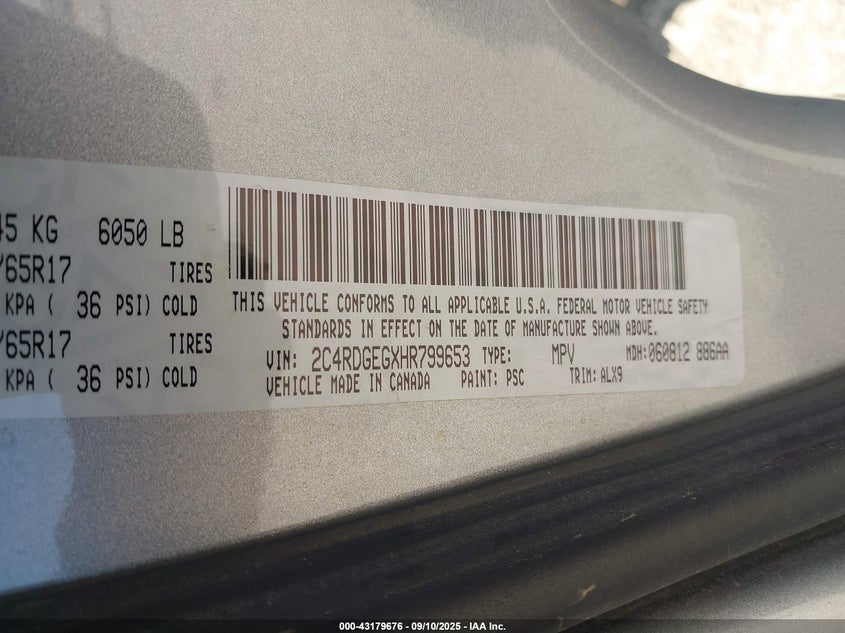 45 KG 6050 LB
/65R17 TIRES
KPA ( 36 PSI) COLD
/65R17 TIRES
KPA ( 36 PSI) COLD
THIS VEHICLE CONFORMS TO ALL APPLICABLE U.S.A. FEDERAL MOTOR VEHICLE SAFETY
STANDARDS IN EFFECT ON THE DATE OF MANUFACTURE SHOWN ABOVE.
VIN: 2C4RDGEGXHR799653 TYPE: MPV MDH:060812 886AA
VEHICLE MADE IN CANADA PAINT: PSC TRIM: ALX9
000-43179676 - 09/10/2025 - IAA Inc.